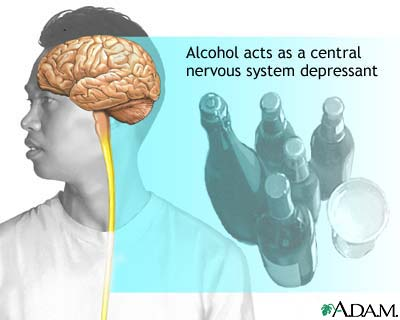 Alcohol acts as a central
nervous system depressant
A.D.A.M.